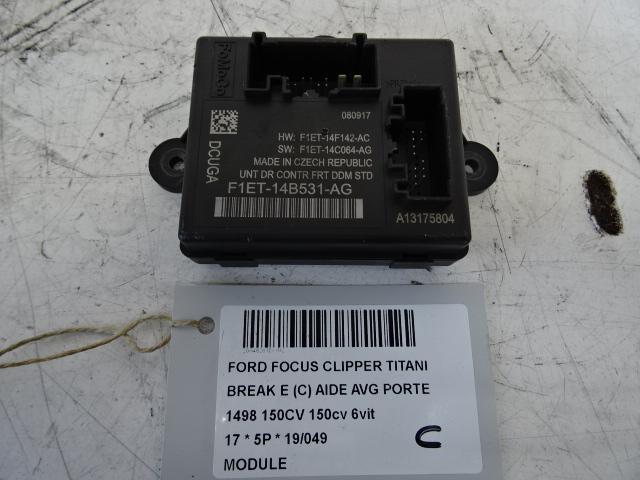 FoMoCo
080917
HW: F1ET-14F142-AC
SW: F1ET-14C064-AG
MADE IN CZECH REPUBLIC
UNT DR CONTR FRT DDM STD
F1ET-14B531-AG
DCUGA
A13175804
FORD FOCUS CLIPPER TITANI
BREAK E (C) AIDE AVG PORTE
1498 150CV 150cv 6vit
17 * 5P * 19/049
MODULE
C